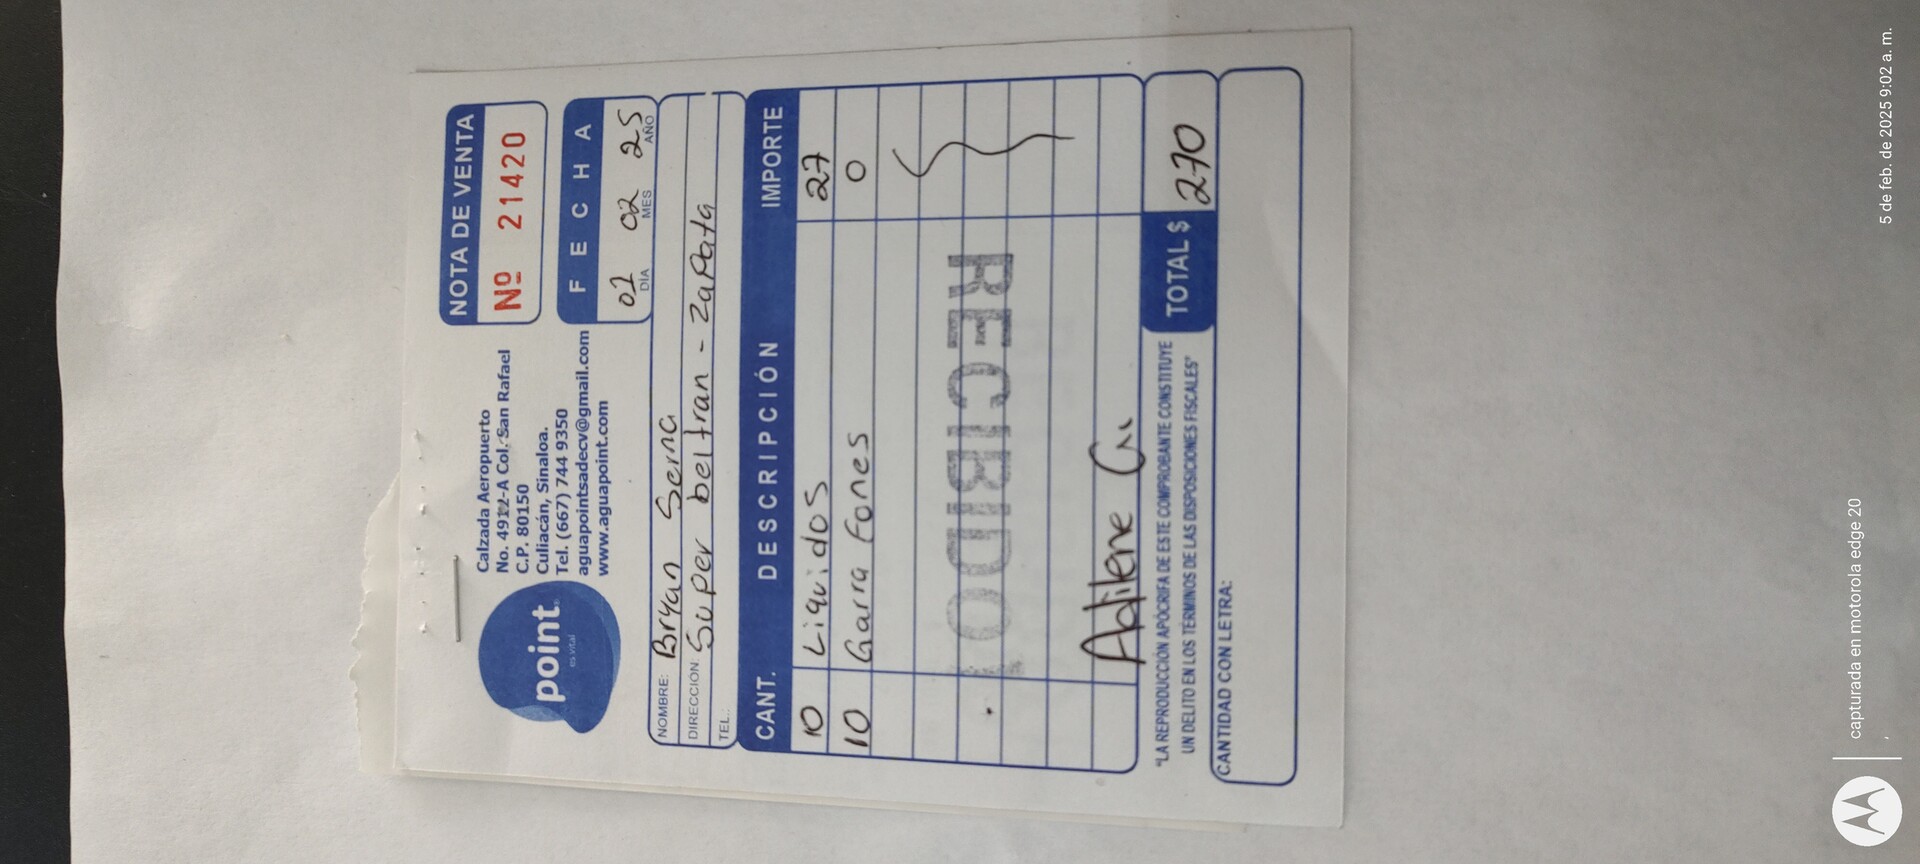 point
es vital
Calzada Aeropuerto
No. 4912-A Col. San Rafael
C.P. 80150
Culiacán, Sinaloa.
Tel. (667) 744 9350
aguapointsadecv@gmail.com
www.aguapoint.com
NOTA DE VENTA
Nº 21420
FECHA
01 02 25
DÍA MES AÑO
NOMBRE: Bryan Serna
DIRECCION: Super beltran - Zapata
TEL.:
CANT. DESCRIPCIÓN IMPORTE
10 Liquidos 27
10 Garra fones 0
RECIBIDO
Adilene
"LA REPRODUCCIÓN APÓCRIFA DE ESTE COMPROBANTE CONSTITUYE
UN DELITO EN LOS TÉRMINOS DE LAS DISPOSICIONES FISCALES"
TOTAL $ 270
CANTIDAD CON LETRA:
capturada en motorola edge 20
,
5 de feb. de 2025 9:02 a. m.